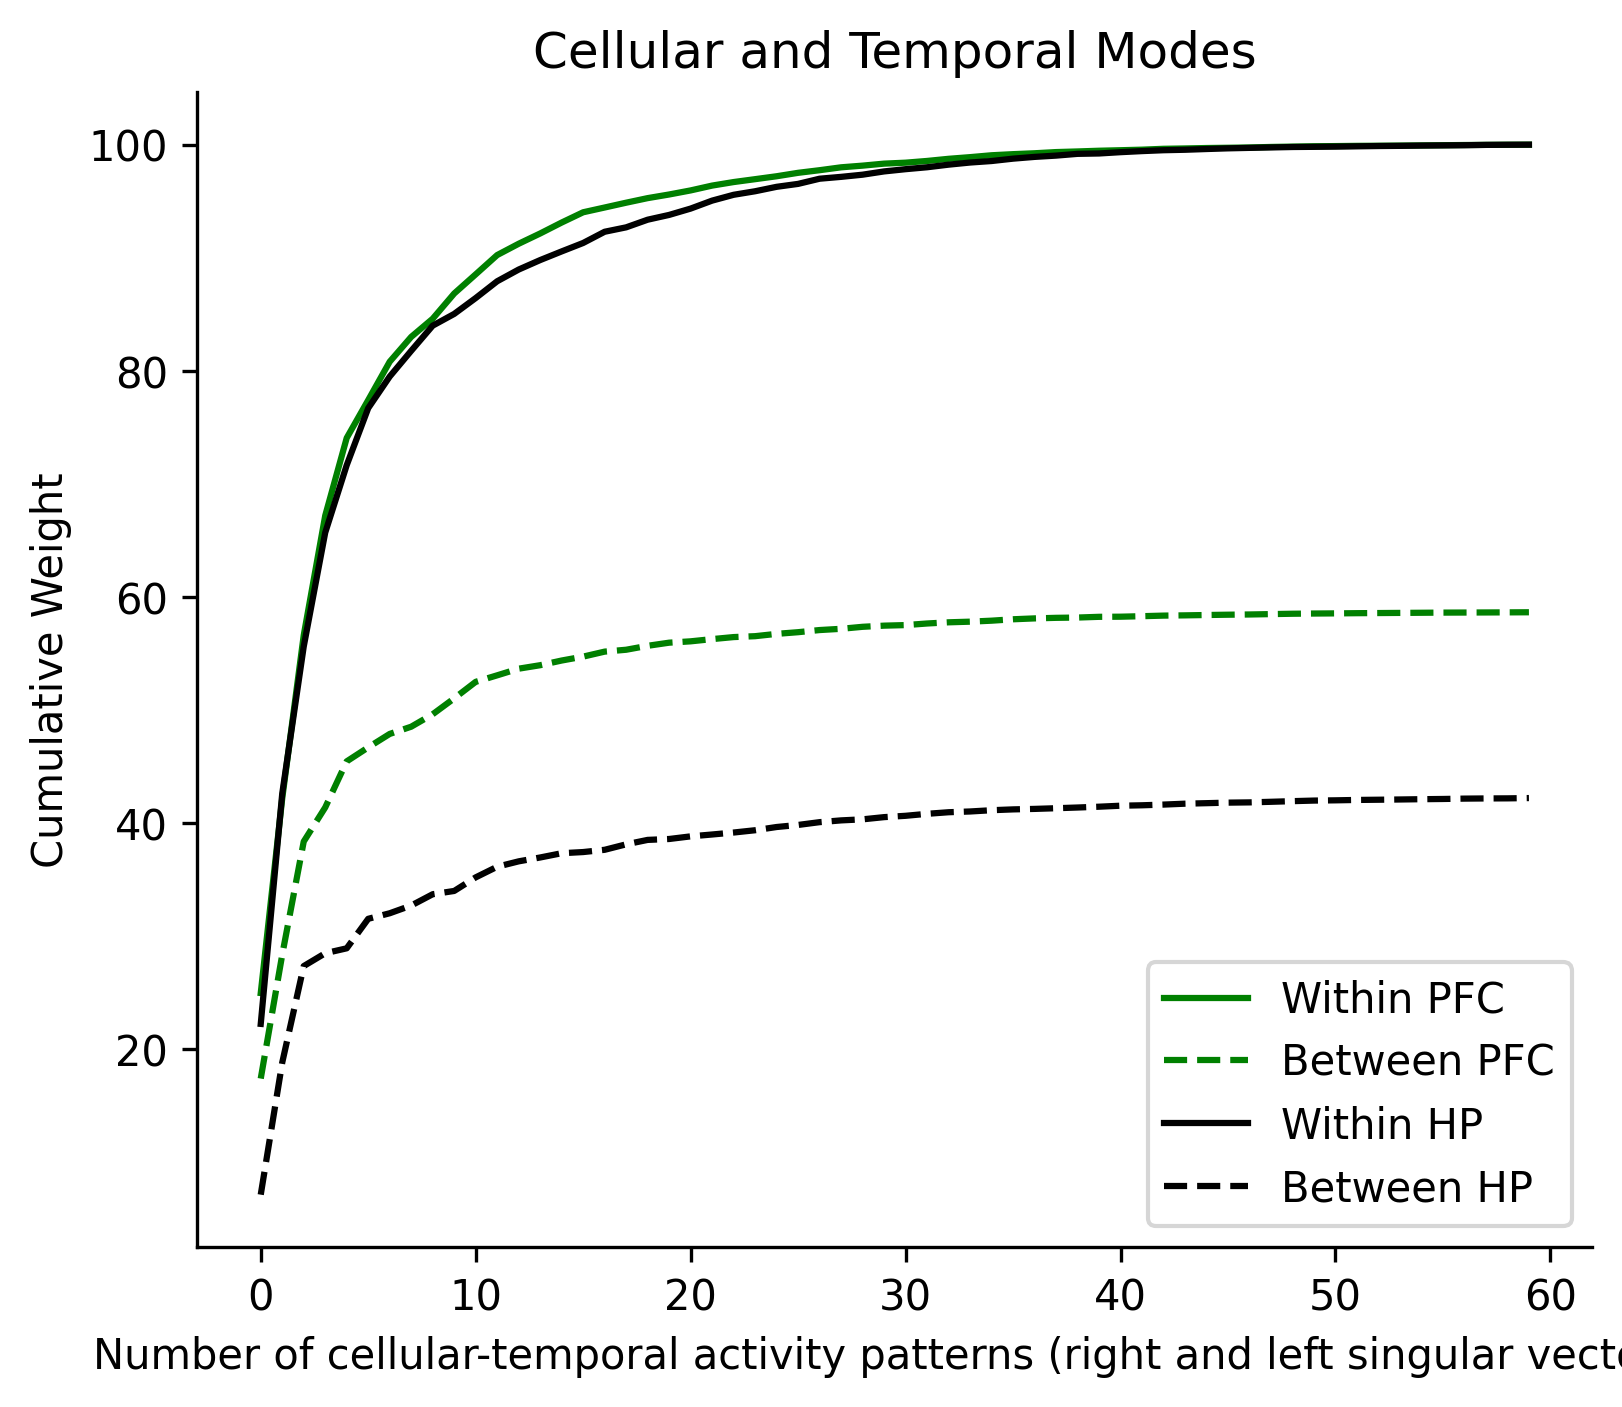 Cellular and Temporal Modes
Cumulative Weight
100
80
60
40
20
Within PFC
Between PFC
Within HP
Between HP
0 10 20 30 40 50 60
Number of cellular-temporal activity patterns (right and left singular